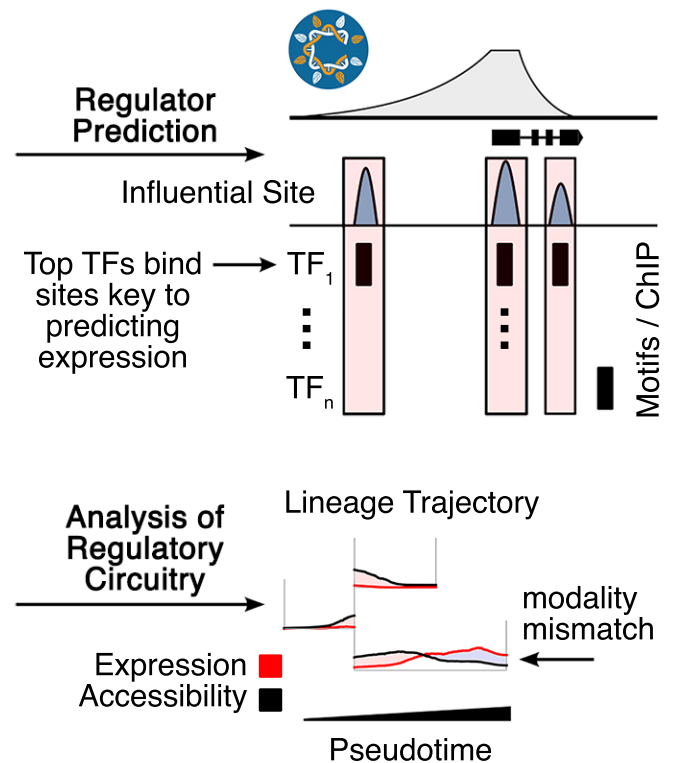 Regulator
Prediction
Influential Site
Top TFs bind
sites key to
predicting
expression
TF1
TFn
Motifs / ChIP
Analysis of
Regulatory
Circuitry
Lineage Trajectory
modality
mismatch
Expression
Accessibility
Pseudotime